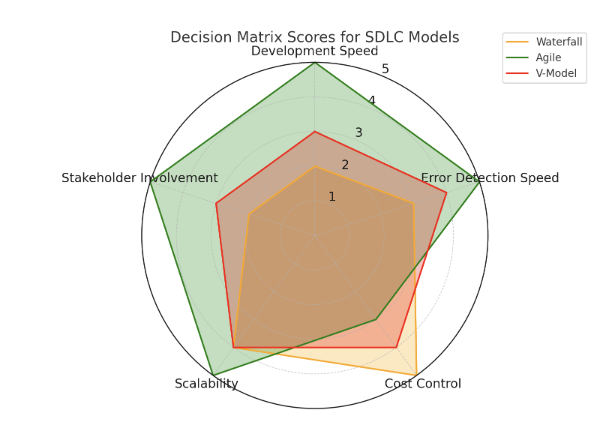 Decision Matrix Scores for SDLC Models
Development Speed
Waterfall
Agile
V-Model
5
4
3
2
1
Stakeholder Involvement
Error Detection Speed
Scalability
Cost Control